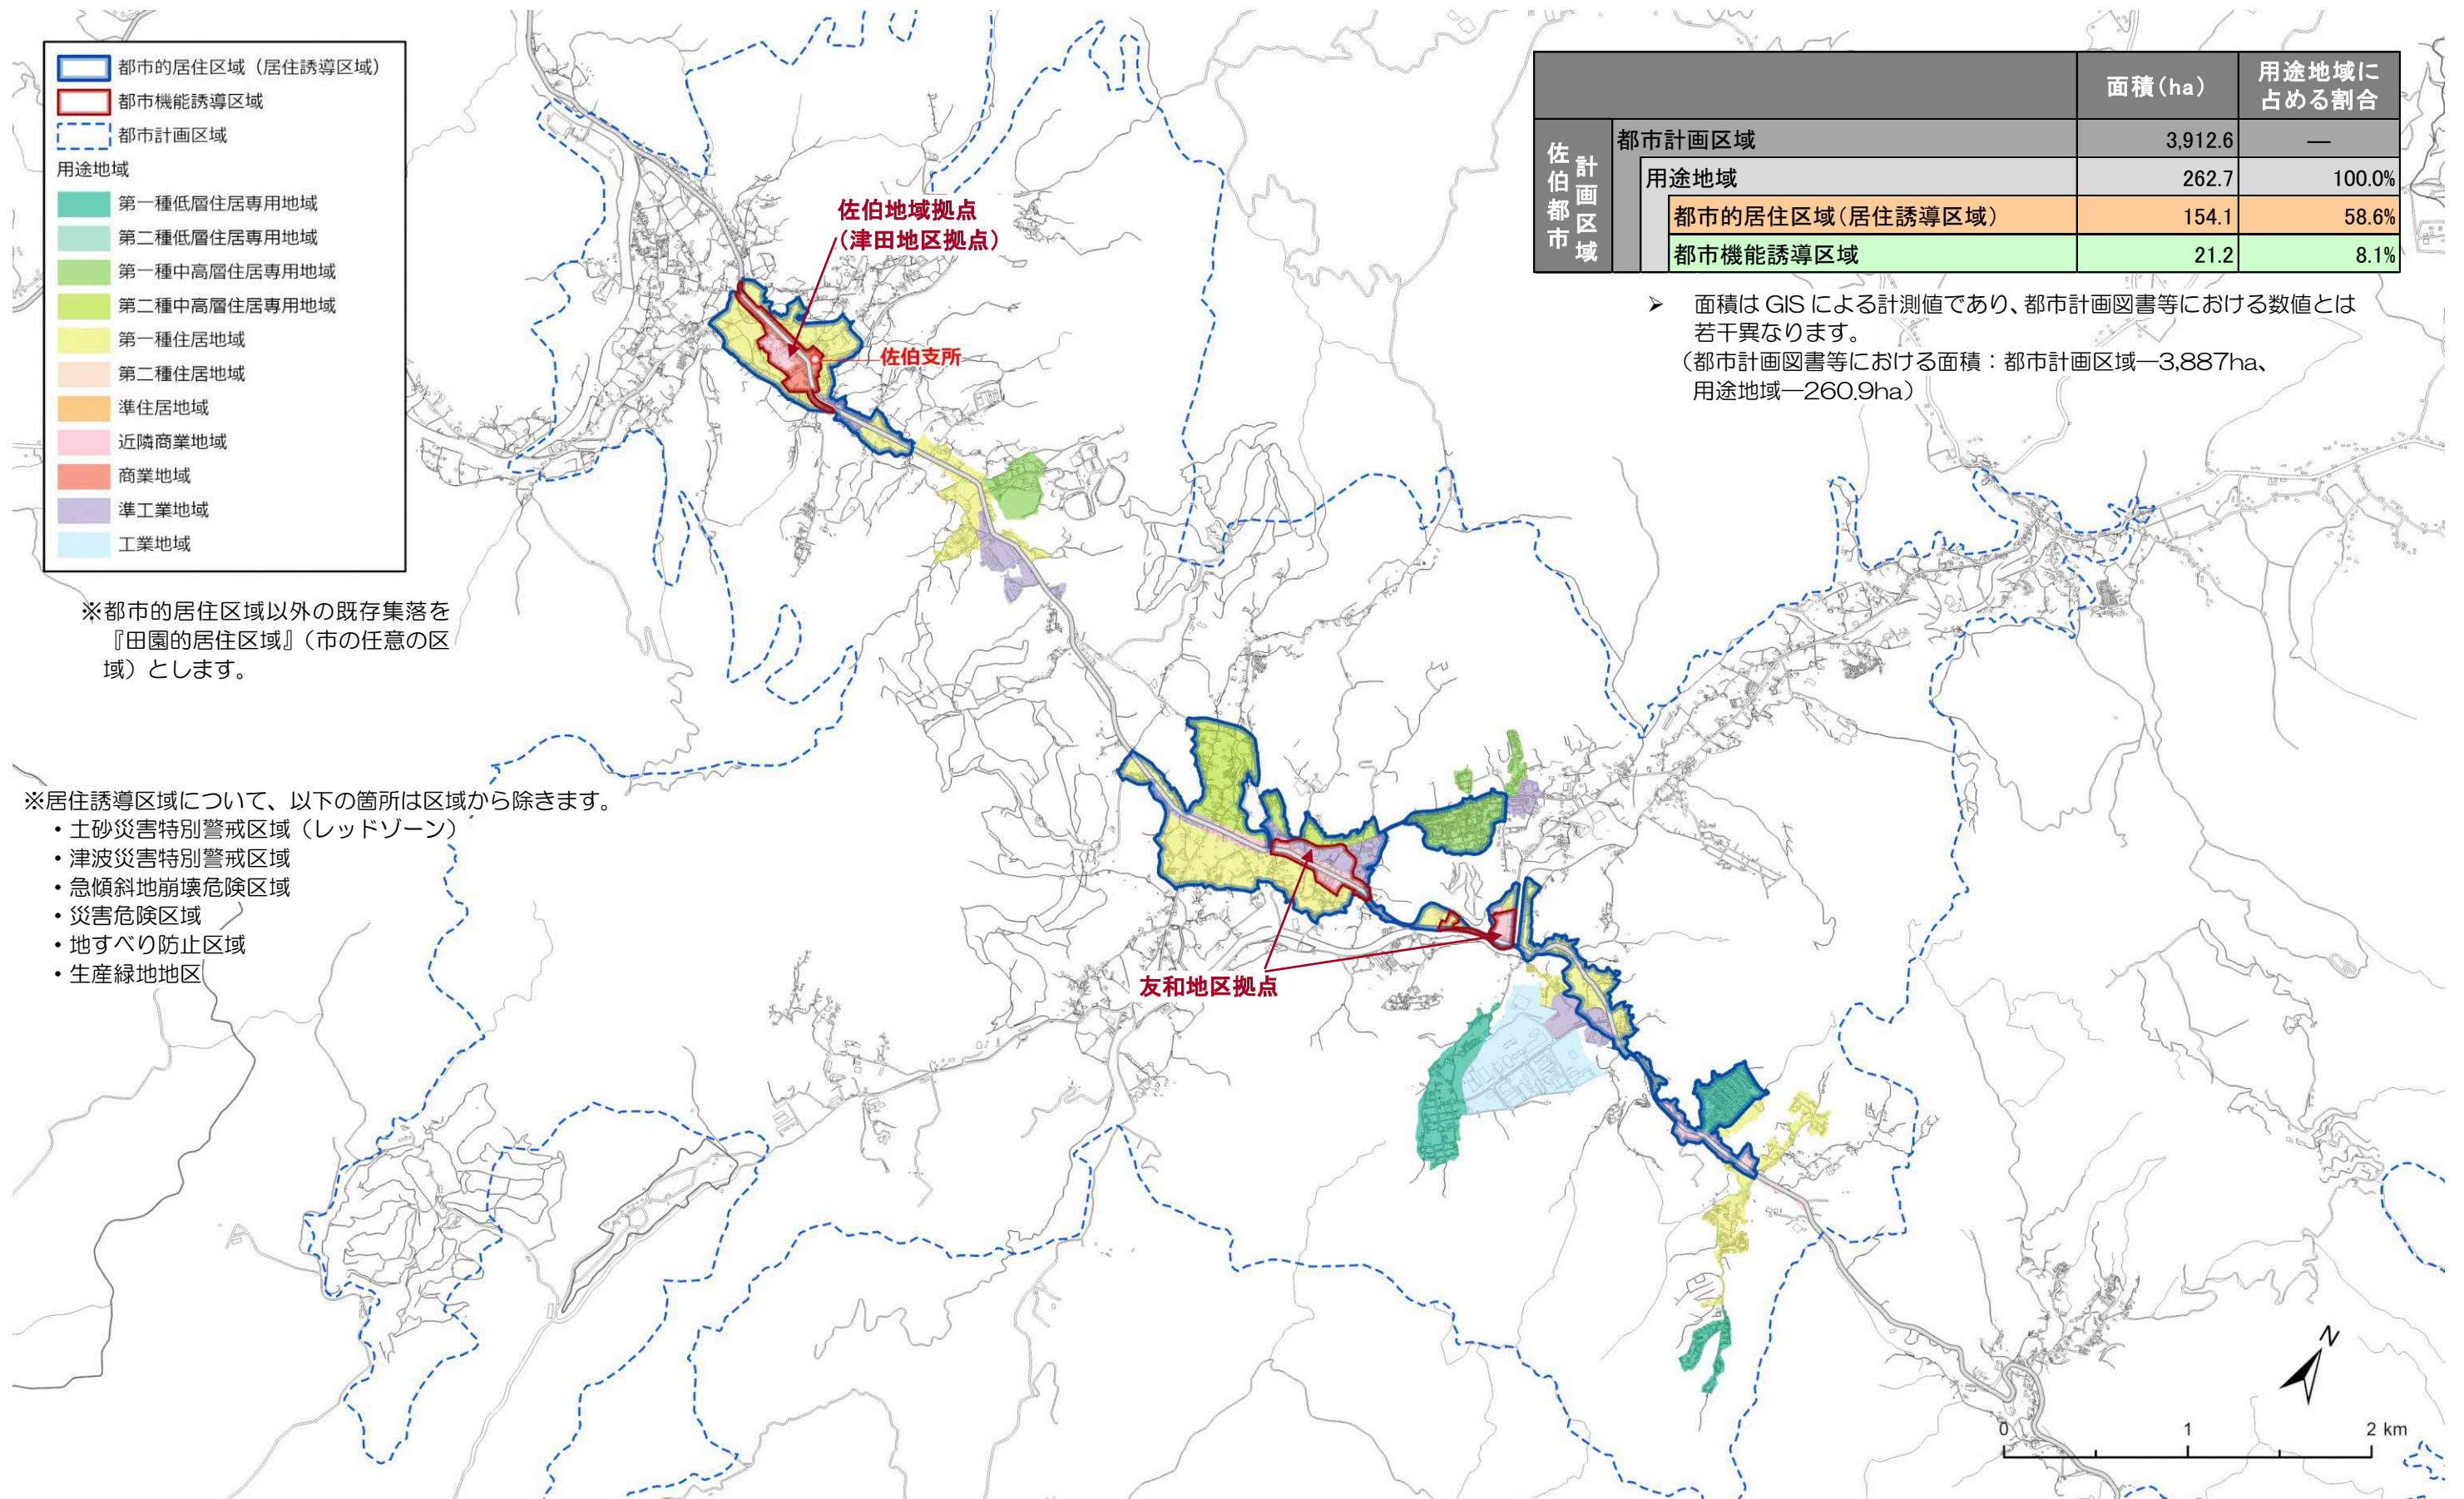 都市的居住区域（居住誘導区域）
都市機能誘導区域
都市計画区域
用途地域
第一種低層住居専用地域
第二種低層住居専用地域
第一種中高層住居専用地域
第二種中高層住居専用地域
第一種住居地域
第二種住居地域
準住居地域
近隣商業地域
商業地域
準工業地域
工業地域
※都市的居住区域以外の既存集落を
『田園的居住区域』（市の任意の区
域）とします。
※居住誘導区域について、以下の箇所は区域から除きます。
・土砂災害特別警戒区域（レッドゾーン）
・津波災害特別警戒区域
・急傾斜地崩壊危険区域
・災害危険区域
・地すべり防止区域
・生産緑地地区
佐伯地域拠点
（津田地区拠点）
佐伯支所
友和地区拠点
面積（ha） 用途地域に占める割合
佐伯都市計画区域
都市計画区域 3,912.6 ―
用途地域 262.7 100.0%
都市的居住区域（居住誘導区域） 154.1 58.6%
都市機能誘導区域 21.2 8.1%
➢ 面積は GIS による計測値であり、都市計画図書等における数値とは
若干異なります。
（都市計画図書等における面積：都市計画区域―3,887ha、
用途地域―260.9ha）
N
0 1 2 km